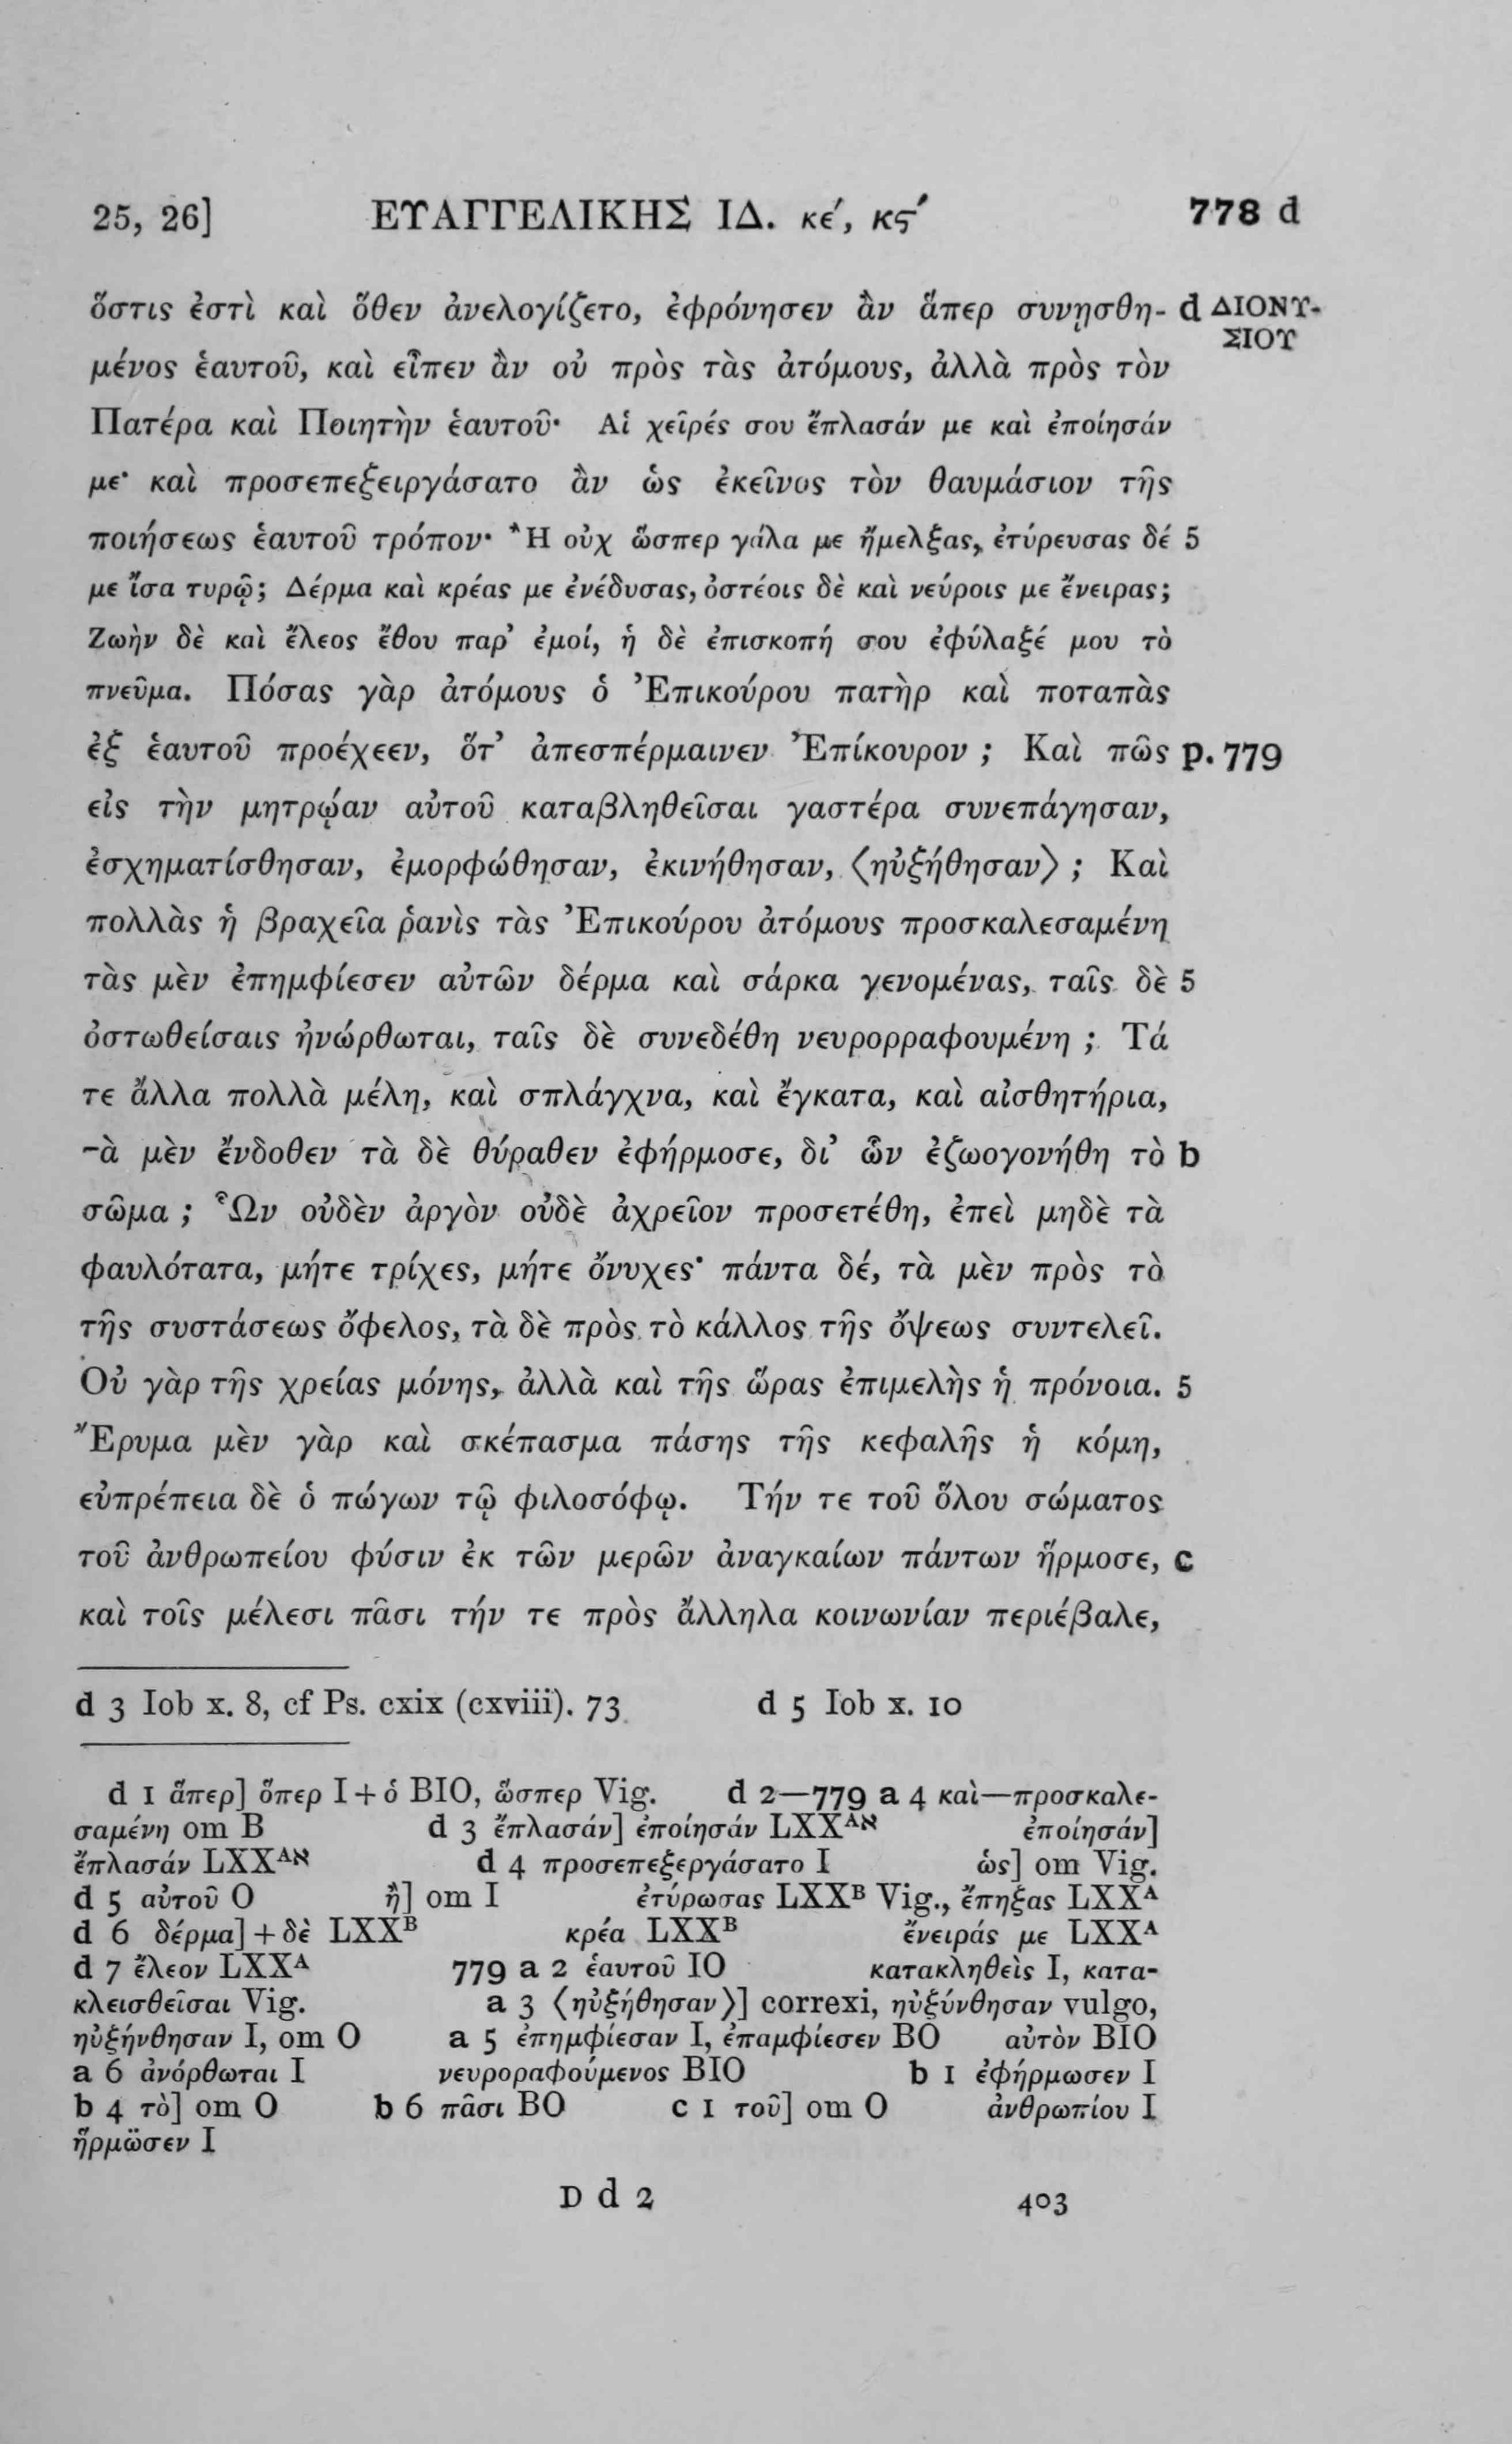 25, 26] ΕΥΑΓΓΕΛΙΚΗΣ ΙΔ. κέ, κϛ´ 778 d
ὅστις ἐστὶ καὶ ὅθεν ἀνελογίζετο, ἐφρόνησεν ἂν ἅπερ συνησθη- d ΔΙΟΝΥ-
ΣΙΟΥ
μένος ἑαυτοῦ, καὶ εἶπεν ἂν οὐ πρὸς τὰς ἀτόμους, ἀλλὰ πρὸς τὸν
Πατέρα καὶ Ποιητὴν ἑαυτοῦ· Αἱ χεῖρές σου ἔπλασάν με καὶ ἐποίησάν
με· καὶ προσεπεξειργάσατο ἂν ὡς ἐκεῖνος τὸν θαυμάσιον τῆς
ποιήσεως ἑαυτοῦ τρόπον· Ἢ οὐχ ὥσπερ γάλα με ἤμελξας, ἐτύρευσας δέ 5
με ἴσα τυρῷ; Δέρμα καὶ κρέας με ἐνέδυσας, ὀστέοις δὲ καὶ νεύροις με ἔνειρας;
Ζωὴν δὲ καὶ ἔλεος ἔθου παρ’ ἐμοί, ἡ δὲ ἐπισκοπή σου ἐφύλαξέ μου τὸ
πνεῦμα. Πόσας γὰρ ἀτόμους ὁ Ἐπικούρου πατὴρ καὶ ποταπὰς
ἐξ ἑαυτοῦ προέχεεν, ὅτ’ ἀπεσπέρμαινεν Ἐπίκουρον ; Καὶ πῶς p. 779
εἰς τὴν μητρῴαν αὐτοῦ καταβληθεῖσαι γαστέρα συνεπάγησαν,
ἐσχηματίσθησαν, ἐμορφώθησαν, ἐκινήθησαν, ⟨ηὐξήθησαν⟩ ; Καὶ
πολλὰς ἡ βραχεῖα ῥανὶς τὰς Ἐπικούρου ἀτόμους προσκαλεσαμένη
τὰς μὲν ἐπημφίεσεν αὐτῶν δέρμα καὶ σάρκα γενομένας, ταῖς δὲ 5
ὀστωθείσαις ἠνώρθωται, ταῖς δὲ συνεδέθη νευρορραφουμένη ; Τά
τε ἄλλα πολλὰ μέλη, καὶ σπλάγχνα, καὶ ἔγκατα, καὶ αἰσθητήρια,
τὰ μὲν ἔνδοθεν τὰ δὲ θύραθεν ἐφήρμοσε, δι’ ὧν ἐζωογονήθη τὸ b
σῶμα ; Ὧν οὐδὲν ἀργὸν οὐδὲ ἀχρεῖον προσετέθη, ἐπεὶ μηδὲ τὰ
φαυλότατα, μήτε τρίχες, μήτε ὄνυχες· πάντα δέ, τὰ μὲν πρὸς τὸ
τῆς συστάσεως ὄφελος, τὰ δὲ πρὸς τὸ κάλλος τῆς ὄψεως συντελεῖ.
Οὐ γὰρ τῆς χρείας μόνης, ἀλλὰ καὶ τῆς ὥρας ἐπιμελὴς ἡ πρόνοια. 5
Ἔρυμα μὲν γὰρ καὶ σκέπασμα πάσης τῆς κεφαλῆς ἡ κόμη,
εὐπρέπεια δὲ ὁ πώγων τῷ φιλοσόφῳ. Τήν τε τοῦ ὅλου σώματος
τοῦ ἀνθρωπείου φύσιν ἐκ τῶν μερῶν ἀναγκαίων πάντων ἥρμοσε, c
καὶ τοῖς μέλεσι πᾶσι τήν τε πρὸς ἄλληλα κοινωνίαν περιέβαλε,
d 3 Iob x. 8, cf Ps. cxix (cxviii). 73 d 5 Iob x. 10
d 1 ἅπερ] ὅπερ I + ὁ BIO, ὥσπερ Vig. d 2—779 a 4 καὶ—προσκαλε-
σαμένη om B d 3 ἔπλασάν] ἐποίησάν LXXᴬא ἐποίησάν]
ἔπλασάν LXXᴬא d 4 προσεπεξεργάσατο I ὡς] om Vig.
d 5 αὐτοῦ O ἢ] om I ἐτύρωσας LXXᴮ Vig., ἔπηξας LXXᴬ
d 6 δέρμα] + δὲ LXXᴮ κρέα LXXᴮ ἔνειράς με LXXᴬ
d 7 ἔλεον LXXᴬ 779 a 2 ἑαυτοῦ IO κατακληθεὶς I, κατα-
κλεισθεῖσαι Vig. a 3 ⟨ηὐξήθησαν⟩] correxi, ηὐξύνθησαν vulgo,
ηὐξήνθησαν I, om O a 5 ἐπημφίεσαν I, ἐπαμφίεσεν BO αὐτὸν BIO
a 6 ἀνόρθωται I νευροραφούμενος BIO b 1 ἐφήρμωσεν I
b 4 τὸ] om O b 6 πᾶσι BO c 1 τοῦ] om O ἀνθρωπίου I
ἥρμωσεν I
D d 2 403